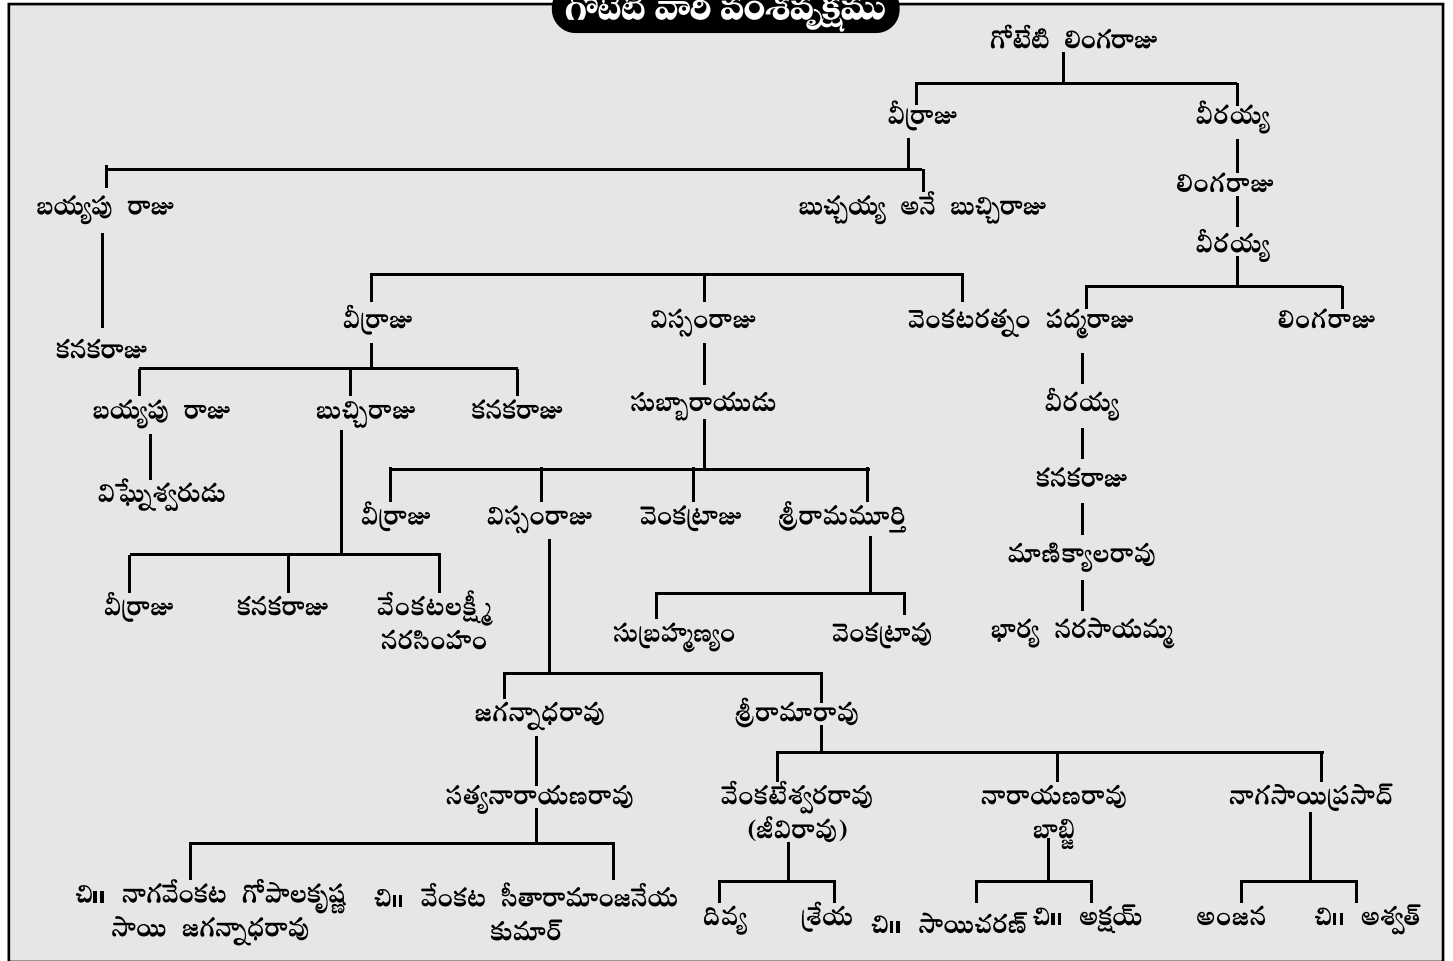 గోటేటి వారి వంశవృక్షము
గోటేటి లింగరాజు
వీర్రాజు వీరయ్య
లింగరాజు
బయ్యపు రాజు బుచ్చయ్య అనే బుచ్చిరాజు
వీరయ్య
వీర్రాజు విస్సంరాజు వెంకటరత్నం పద్మరాజు లింగరాజు
కనకరాజు
బయ్యపు రాజు బుచ్చిరాజు కనకరాజు సుబ్బారాయుడు వీరయ్య
కనకరాజు
విఘ్నేశ్వరుడు
వీర్రాజు విస్సంరాజు వెంకట్రాజు శ్రీరామమూర్తి
మాణిక్యాలరావు
వీర్రాజు కనకరాజు వేంకటలక్ష్మీ
నరసింహం
సుబ్రహ్మణ్యం వెంకట్రావు భార్య నరసాయమ్మ
జగన్నాధరావు శ్రీరామారావు
సత్యనారాయణరావు వేంకటేశ్వరరావు నారాయణరావు నాగసాయిప్రసాద్
(జీవిరావు) బాబ్జి
చి॥ నాగవేంకట గోపాలకృష్ణ చి॥ వేంకట సీతారామాంజనేయ
సాయి జగన్నాధరావు కుమార్
దివ్య శ్రేయ చి॥ సాయిచరణ్ చి॥ అక్షయ్ అంజన చి॥ అశ్వత్